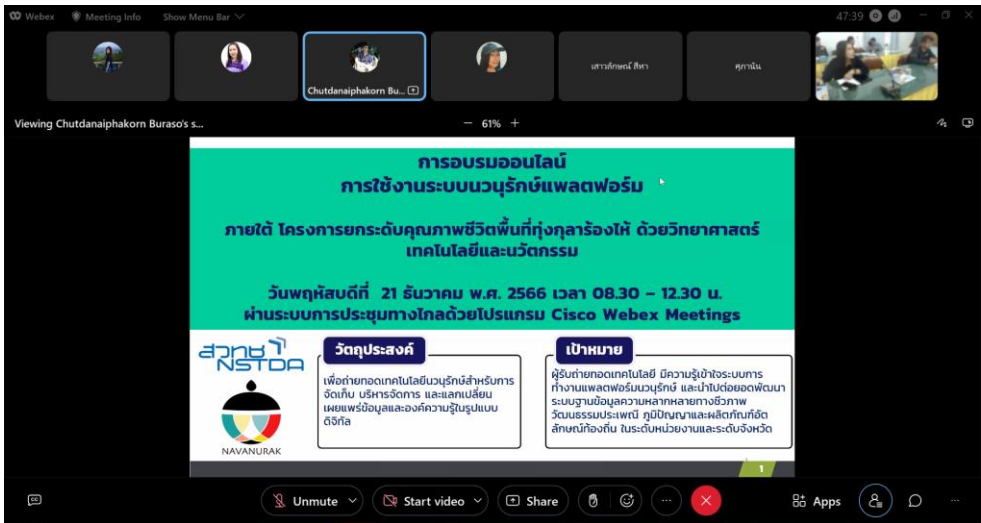 Webex
Meeting Info
Show Menu Bar
47:39
Chutdanaiphakorn Bu...
เสาวลักษณ์ สีหา
ศุภานัน
Viewing Chutdanaiphakorn Buraso's s...
− 61% +
การอบรมออนไลน์
การใช้งานระบบนวนุรักษ์แพลตฟอร์ม
ภายใต้ โครงการยกระดับคุณภาพชีวิตพื้นที่ทุ่งกุลาร้องไห้ ด้วยวิทยาศาสตร์
เทคโนโลยีและนวัตกรรม
วันพฤหัสบดีที่ 21 ธันวาคม พ.ศ. 2566 เวลา 08.30 – 12.30 น.
ผ่านระบบการประชุมทางไกลด้วยโปรแกรม Cisco Webex Meetings
สวทช
NSTDA
NAVANURAK
วัตถุประสงค์
เพื่อถ่ายทอดเทคโนโลยีนวนุรักษ์สำหรับการ
จัดเก็บ บริหารจัดการ และแลกเปลี่ยน
เผยแพร่ข้อมูลและองค์ความรู้ในรูปแบบ
ดิจิทัล
เป้าหมาย
ผู้รับถ่ายทอดเทคโนโลยี มีความรู้เข้าใจระบบการ
ทำงานแพลตฟอร์มนวนุรักษ์ และนำไปต่อยอดพัฒนา
ระบบฐานข้อมูลความหลากหลายทางชีวภาพ
วัฒนธรรมประเพณี ภูมิปัญญาและผลิตภัณฑ์อัต
ลักษณ์ท้องถิ่น ในระดับหน่วยงานและระดับจังหวัด
1
CC
Unmute
Start video
Share
Apps